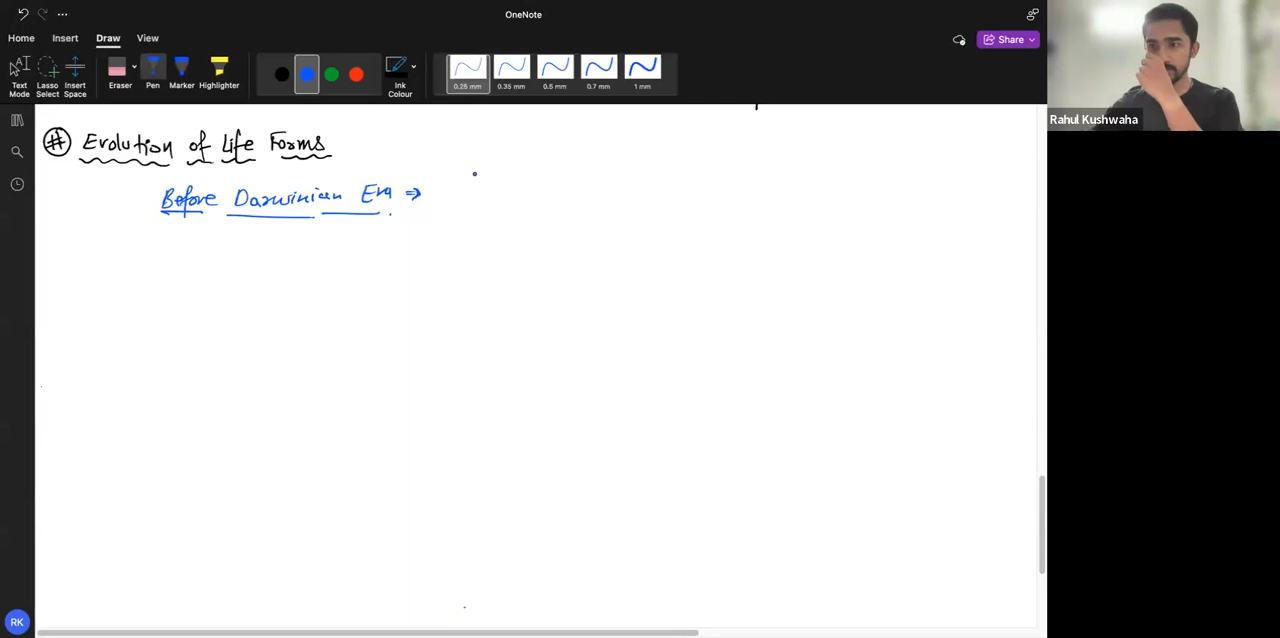 OneNote
Home Insert Draw View
Share
Text Mode
Lasso Select
Insert Space
Eraser
Pen
Marker
Highlighter
Ink Colour
0.25 mm
0.35 mm
0.5 mm
0.7 mm
1 mm
Rahul Kushwaha
# Evolution of Life Forms
Before Darwinian Era ⇒
RK